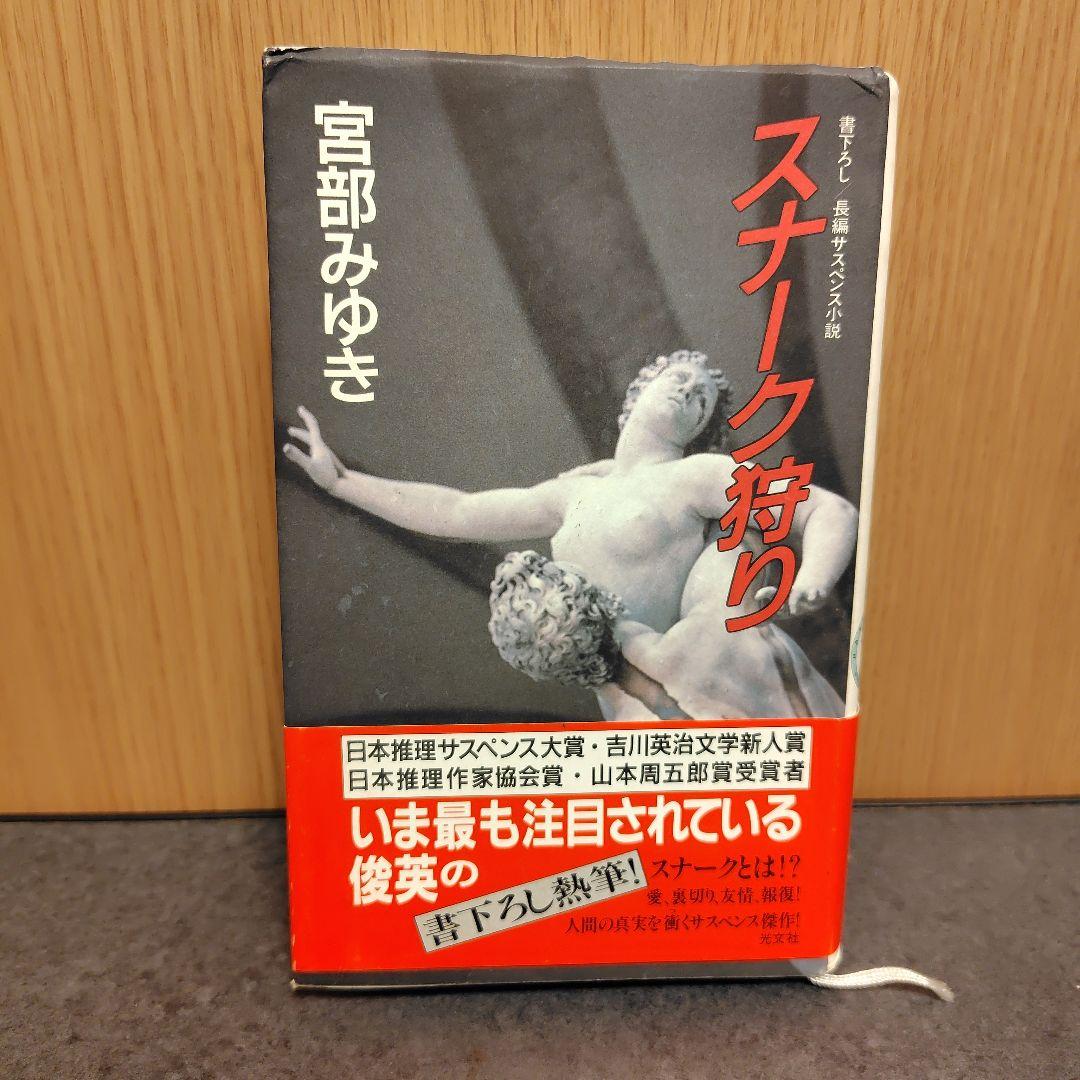 書下ろし/長編サスペンス小説
スナーク狩り
宮部みゆき
日本推理サスペンス大賞・吉川英治文学新人賞
日本推理作家協会賞・山本周五郎賞受賞者
いま最も注目されている
俊英の
書下ろし熱筆!
スナークとは!?
愛、裏切り、友情、報復!
人間の真実を衝くサスペンス傑作!
光文社